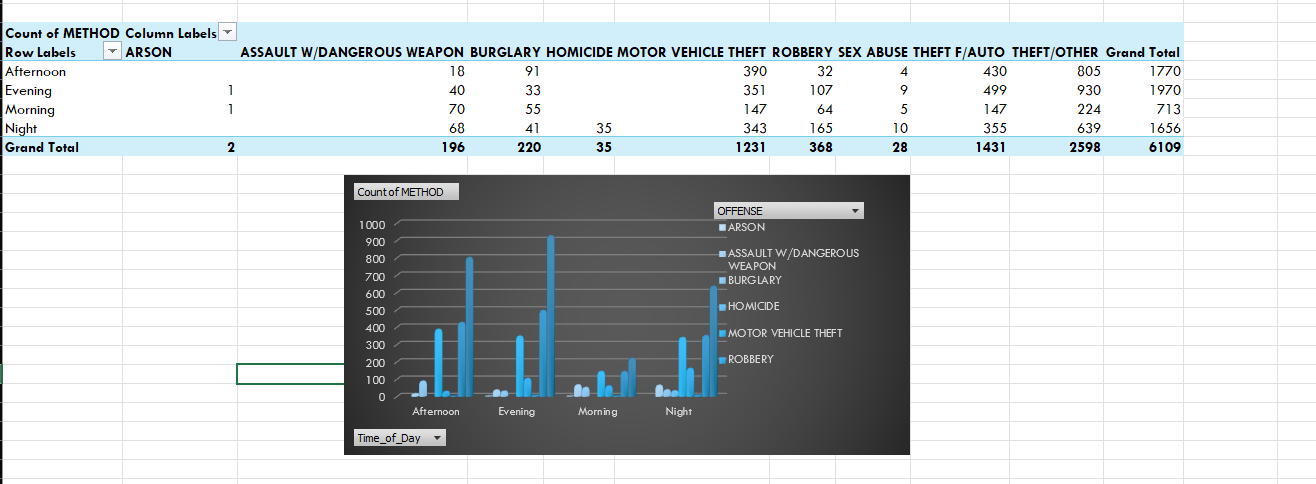 Count of METHOD Column Labels
Row Labels ARSON ASSAULT W/DANGEROUS WEAPON BURGLARY HOMICIDE MOTOR VEHICLE THEFT ROBBERY SEX ABUSE THEFT F/AUTO THEFT/OTHER Grand Total
Afternoon 18 91 390 32 4 430 805 1770
Evening 1 40 33 351 107 9 499 930 1970
Morning 1 70 55 147 64 5 147 224 713
Night 68 41 35 343 165 10 355 639 1656
Grand Total 2 196 220 35 1231 368 28 1431 2598 6109
Count of METHOD
OFFENSE
ARSON
ASSAULT W/DANGEROUS
WEAPON
BURGLARY
HOMICIDE
MOTOR VEHICLE THEFT
ROBBERY
1000
900
800
700
600
500
400
300
200
100
0
Afternoon Evening Morning Night
Time_of_Day